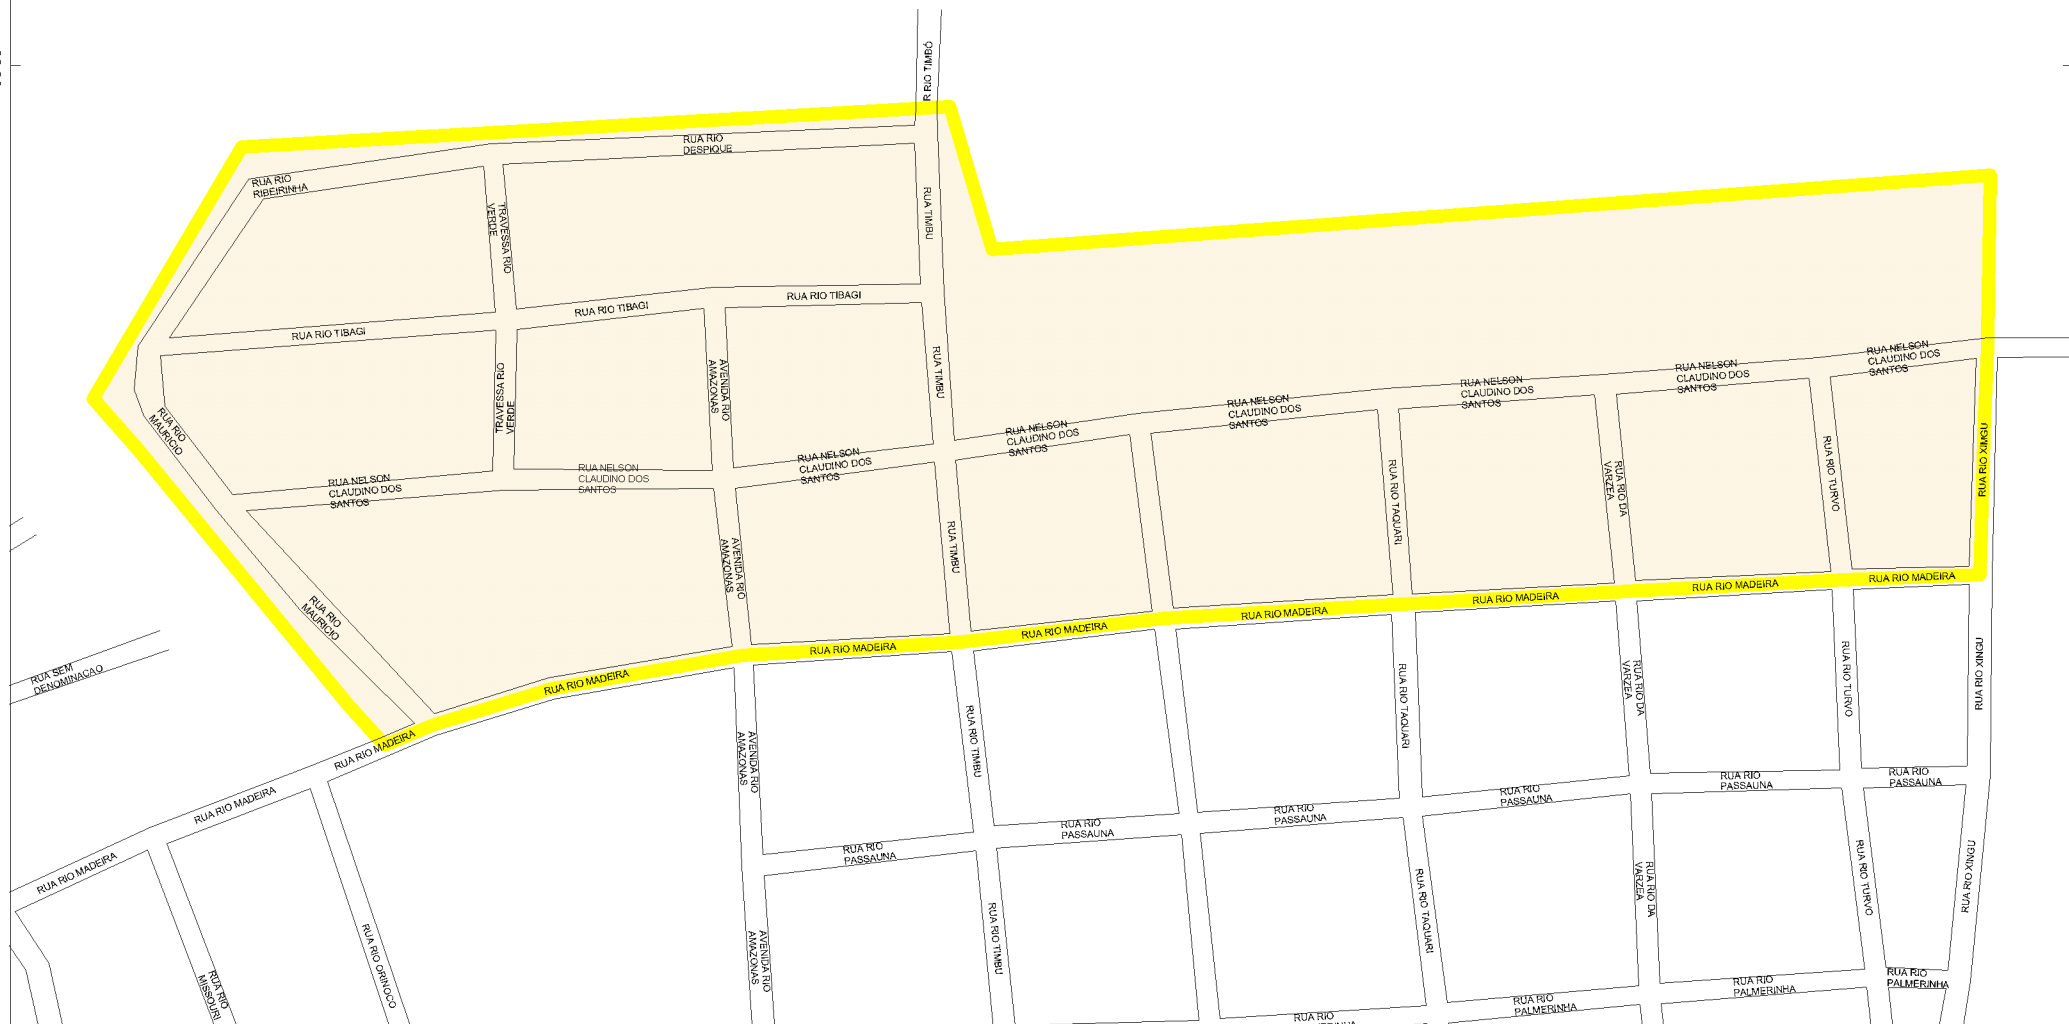 R RIO TIMBÓ
RUA RIO
DESPIQUE
RUA RIO
RIBEIRINHA
TRAVESSA RIO
VERDE
RUA TIMBU
RUA RIO TIBAGI
RUA RIO TIBAGI
RUA RIO TIBAGI
RUA TIMBU
AVENIDA RIO
AMAZONAS
TRAVESSA RIO
VERDE
RUA RIO
MAURICIO
RUA NELSON
CLAUDINO DOS
SANTOS
RUA NELSON
CLAUDINO DOS
SANTOS
RUA NELSON
CLAUDINO DOS
SANTOS
RUA NELSON
CLAUDINO DOS
SANTOS
RUA NELSON
CLAUDINO DOS
SANTOS
RUA NELSON
CLAUDINO DOS
SANTOS
RUA NELSON
CLAUDINO DOS
SANTOS
RUA NELSON
CLAUDINO DOS
SANTOS
RUA RIO TAQUARI
RUA RIO DA
VARZEA
RUA RIO TURVO
RUA RIO XIMGU
AVENIDA RIO
AMAZONAS
RUA TIMBU
RUA RIO
MAURICIO
RUA RIO MADEIRA
RUA RIO MADEIRA
RUA RIO MADEIRA
RUA RIO MADEIRA
RUA RIO MADEIRA
RUA RIO MADEIRA
RUA RIO MADEIRA
RUA RIO MADEIRA
RUA RIO MADEIRA
RUA RIO MADEIRA
RUA SEM
DENOMINACAO
AVENIDA RIO
AMAZONAS
RUA RIO TIMBU
RUA RIO TAQUARI
RUA RIO DA
VARZEA
RUA RIO TURVO
RUA RIO XINGU
RUA RIO
PASSAUNA
RUA RIO
PASSAUNA
RUA RIO
PASSAUNA
RUA RIO
PASSAUNA
RUA RIO
PASSAUNA
RUA RIO
PASSAUNA
RUA RIO
MISSOURI
RUA RIO ORINOCO
AVENIDA RIO
AMAZONAS
RUA RIO TIMBU
RUA RIO TAQUARI
RUA RIO DA
VARZEA
RUA RIO TURVO
RUA RIO XINGU
RUA RIO
RUA RIO
PALMERINHA
RUA RIO
PALMERINHA
RUA RIO
PALMERINHA